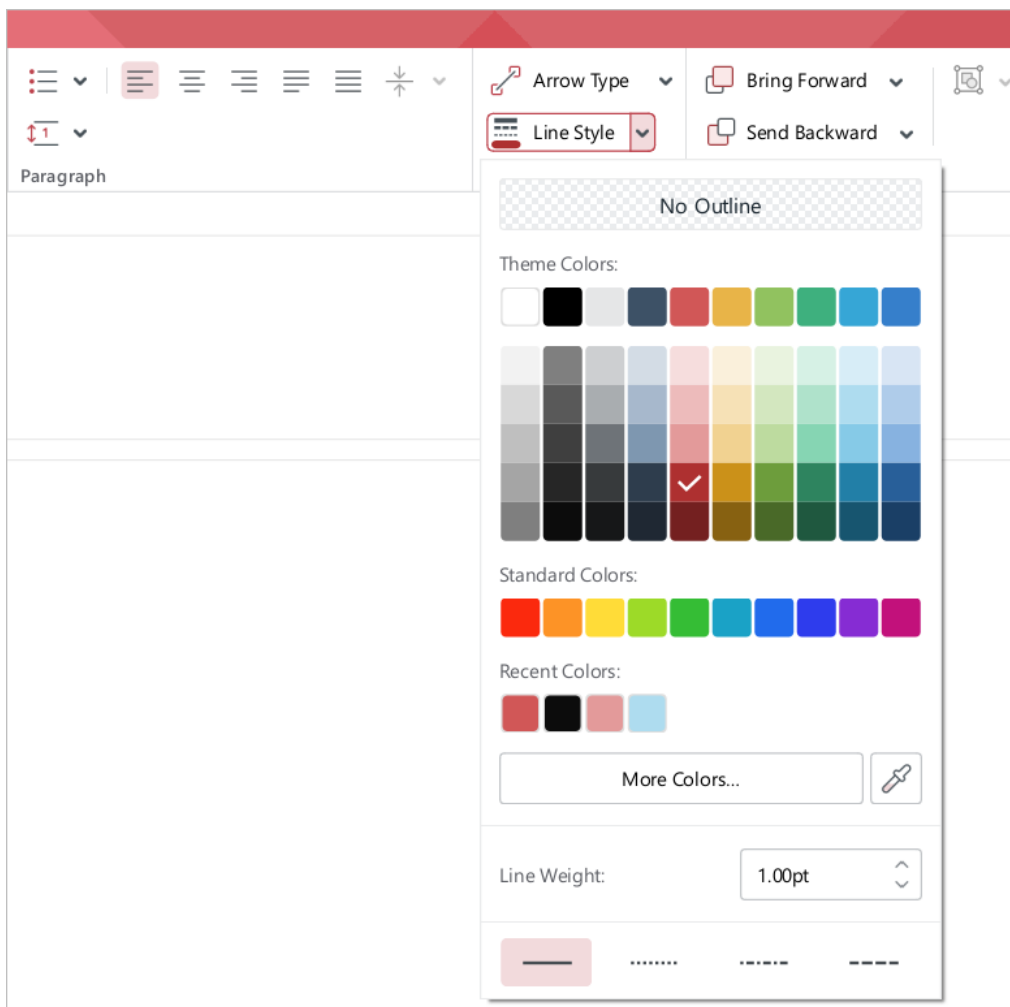 Arrow Type
Bring Forward
1
Line Style
Send Backward
Paragraph
No Outline
Theme Colors:
Standard Colors:
Recent Colors:
More Colors...
Line Weight:
1.00pt